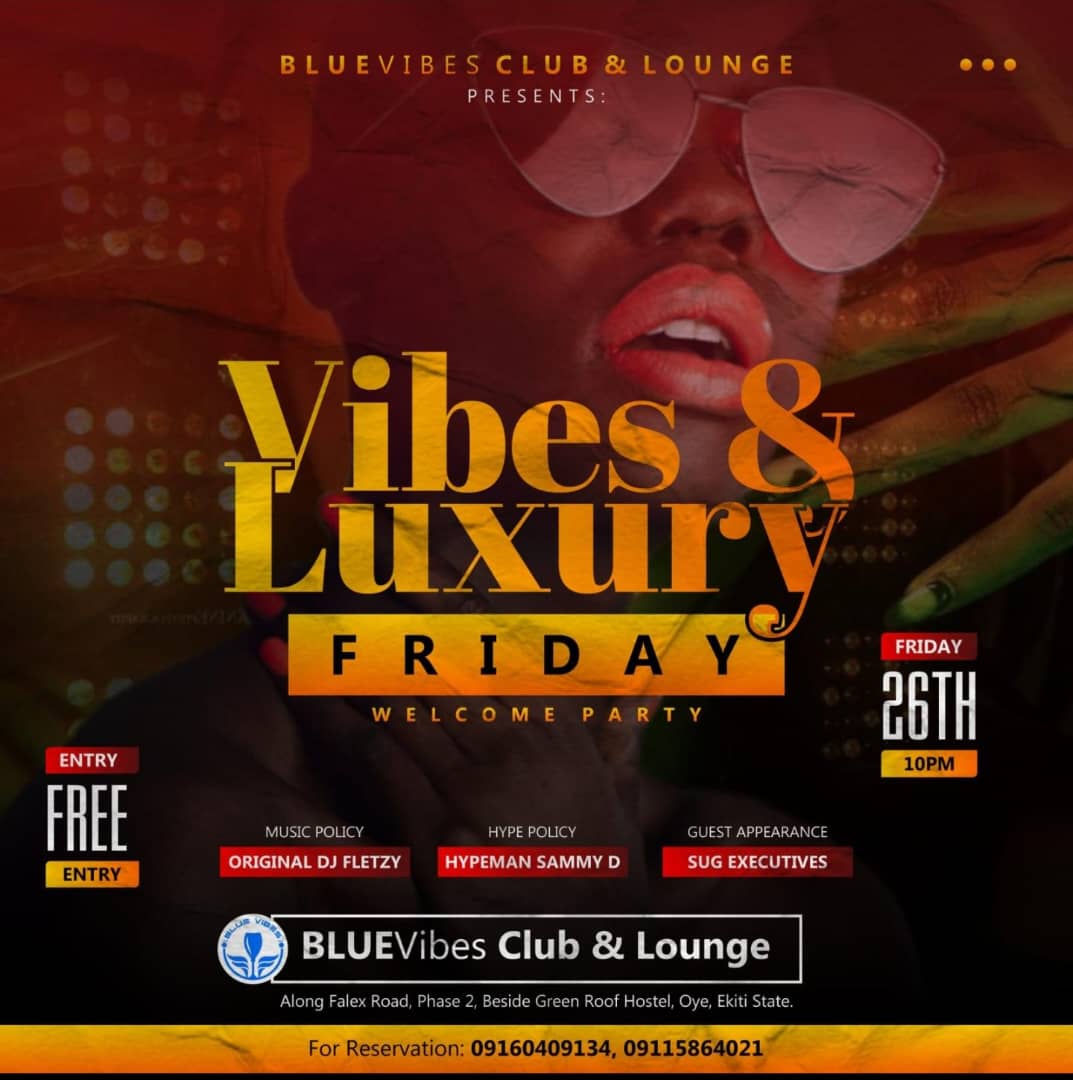 BLUEVIBES CLUB & LOUNGE
PRESENTS:
Vibes &
Luxury
FRIDAY
WELCOME PARTY
FRIDAY
26TH
10PM
ENTRY
FREE
ENTRY
MUSIC POLICY
ORIGINAL DJ FLETZY
HYPE POLICY
HYPEMAN SAMMY D
GUEST APPEARANCE
SUG EXECUTIVES
BLUE VIBES
BLUEVibes Club & Lounge
Along Falex Road, Phase 2, Beside Green Roof Hostel, Oye, Ekiti State.
For Reservation: 09160409134, 09115864021